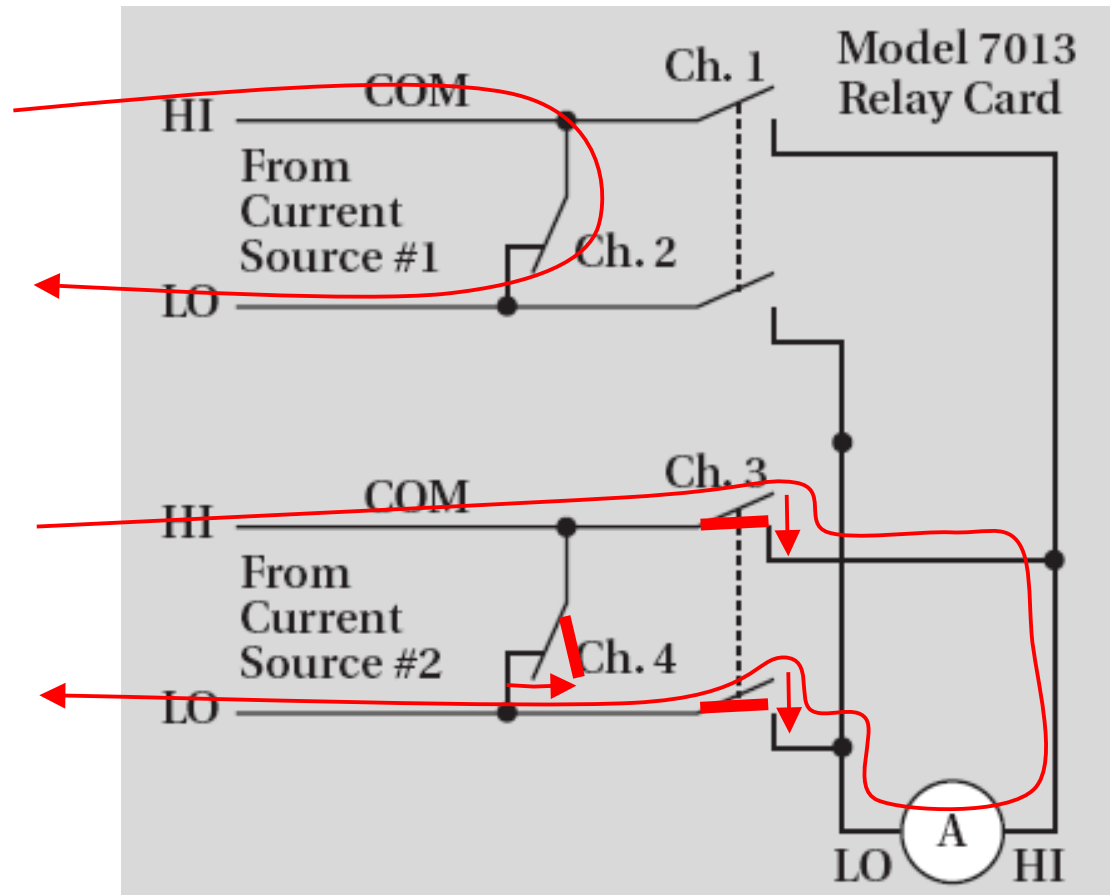 Model 7013
Relay Card
Ch. 1
COM
HI
From
Current
Source #1
Ch. 2
LO
Ch. 3
COM
HI
From
Current
Source #2
Ch. 4
LO
A
LO
HI